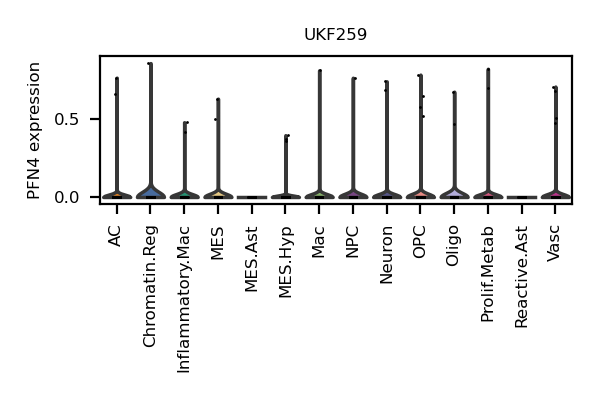 UKF259
PFN4 expression
0.5
0.0
AC
Chromatin.Reg
Inflammatory.Mac
MES
MES.Ast
MES.Hyp
Mac
NPC
Neuron
OPC
Oligo
Prolif.Metab
Reactive.Ast
Vasc